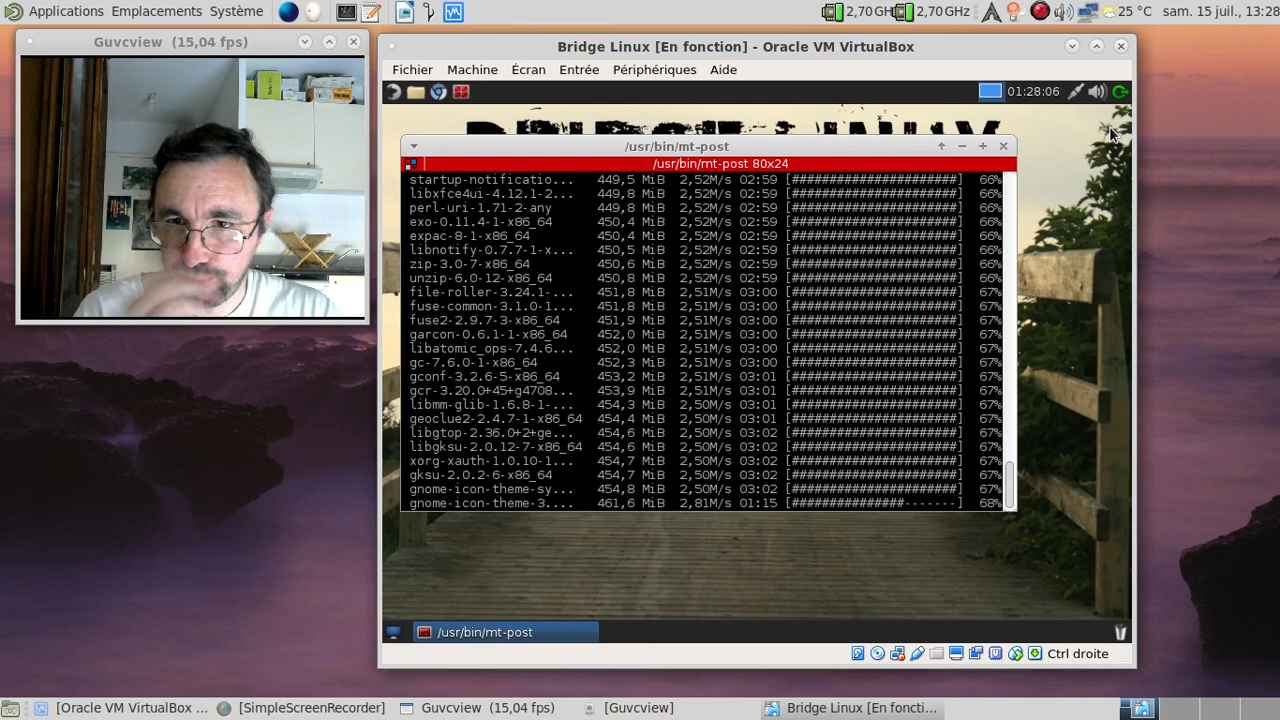 Applications Emplacements Système 2,70 GH 2,70 GHz 25 °C sam. 15 juil., 13:28
Guvcview (15,04 fps)
Bridge Linux [En fonction] - Oracle VM VirtualBox
Fichier Machine Écran Entrée Périphériques Aide
01:28:06
/usr/bin/mt-post
/usr/bin/mt-post 80x24
startup-notificatio... 449,5 MiB 2,52M/s 02:59 [######################] 66%
libxfce4ui-4.12.1-2... 449,8 MiB 2,52M/s 02:59 [######################] 66%
perl-uri-1.71-2-any 449,8 MiB 2,52M/s 02:59 [######################] 66%
exo-0.11.4-1-x86_64 450,4 MiB 2,52M/s 02:59 [######################] 66%
expac-8-1-x86_64 450,4 MiB 2,52M/s 02:59 [######################] 66%
libnotify-0.7.7-1-x... 450,5 MiB 2,52M/s 02:59 [######################] 66%
zip-3.0-7-x86_64 450,6 MiB 2,52M/s 02:59 [######################] 66%
unzip-6.0-12-x86_64 450,8 MiB 2,52M/s 02:59 [######################] 66%
file-roller-3.24.1-... 451,8 MiB 2,51M/s 03:00 [######################] 67%
fuse-common-3.1.0-1... 451,8 MiB 2,51M/s 03:00 [######################] 67%
fuse2-2.9.7-3-x86_64 451,9 MiB 2,51M/s 03:00 [######################] 67%
garcon-0.6.1-1-x86_64 452,0 MiB 2,51M/s 03:00 [######################] 67%
libatomic_ops-7.4.6... 452,0 MiB 2,51M/s 03:00 [######################] 67%
gc-7.6.0-1-x86_64 452,3 MiB 2,51M/s 03:00 [######################] 67%
gconf-3.2.6-5-x86_64 453,2 MiB 2,51M/s 03:01 [######################] 67%
gcr-3.20.0+45+g4708... 453,9 MiB 2,51M/s 03:01 [######################] 67%
libmm-glib-1.6.8-1-... 454,3 MiB 2,50M/s 03:01 [######################] 67%
geoclue2-2.4.7-1-x86_64 454,4 MiB 2,50M/s 03:01 [######################] 67%
libgtop-2.36.0+2+ge... 454,6 MiB 2,50M/s 03:02 [######################] 67%
libgksu-2.0.12-7-x86_64 454,6 MiB 2,50M/s 03:02 [######################] 67%
xorg-xauth-1.0.10-1... 454,7 MiB 2,50M/s 03:02 [######################] 67%
gksu-2.0.2-6-x86_64 454,7 MiB 2,50M/s 03:02 [######################] 67%
gnome-icon-theme-sy... 454,8 MiB 2,50M/s 03:02 [######################] 67%
gnome-icon-theme-3.... 461,6 MiB 2,81M/s 01:15 [###############-------] 68%
/usr/bin/mt-post
Ctrl droite
[Oracle VM VirtualBox ... [SimpleScreenRecorder] Guvcview (15,04 fps) [Guvcview] Bridge Linux [En foncti...